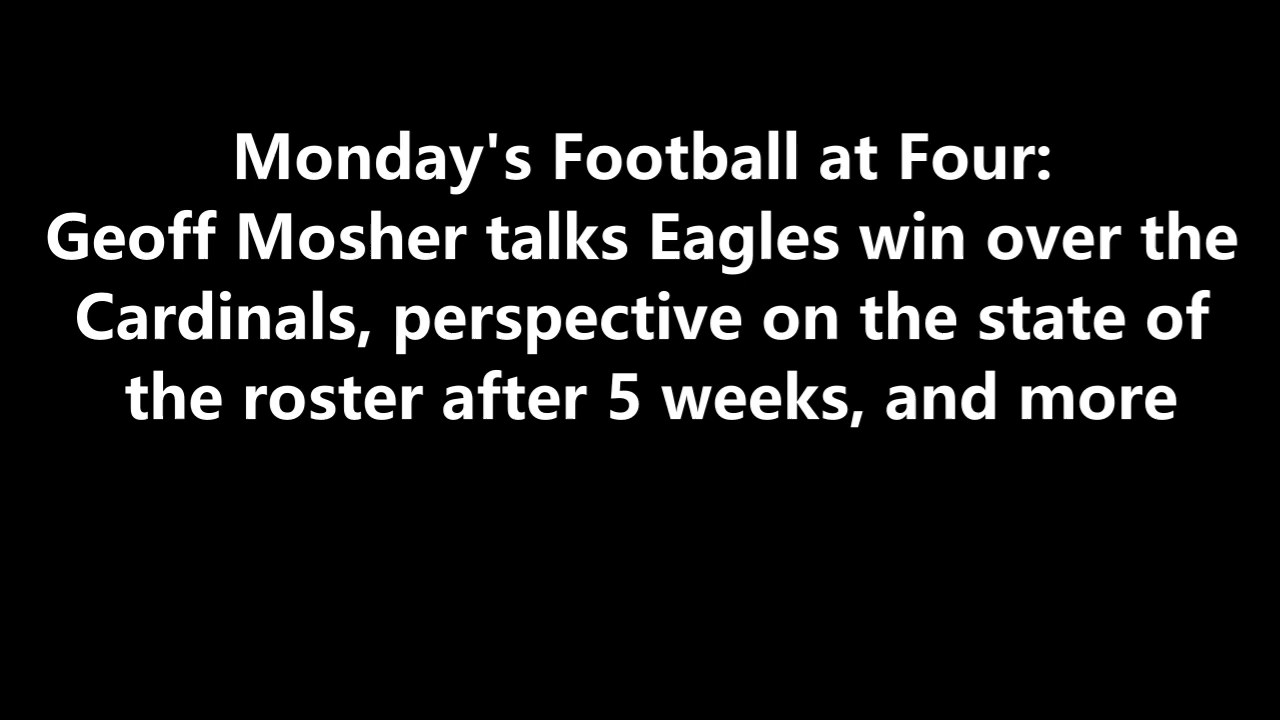 Monday's Football at Four:
Geoff Mosher talks Eagles win over the
Cardinals, perspective on the state of
the roster after 5 weeks, and more